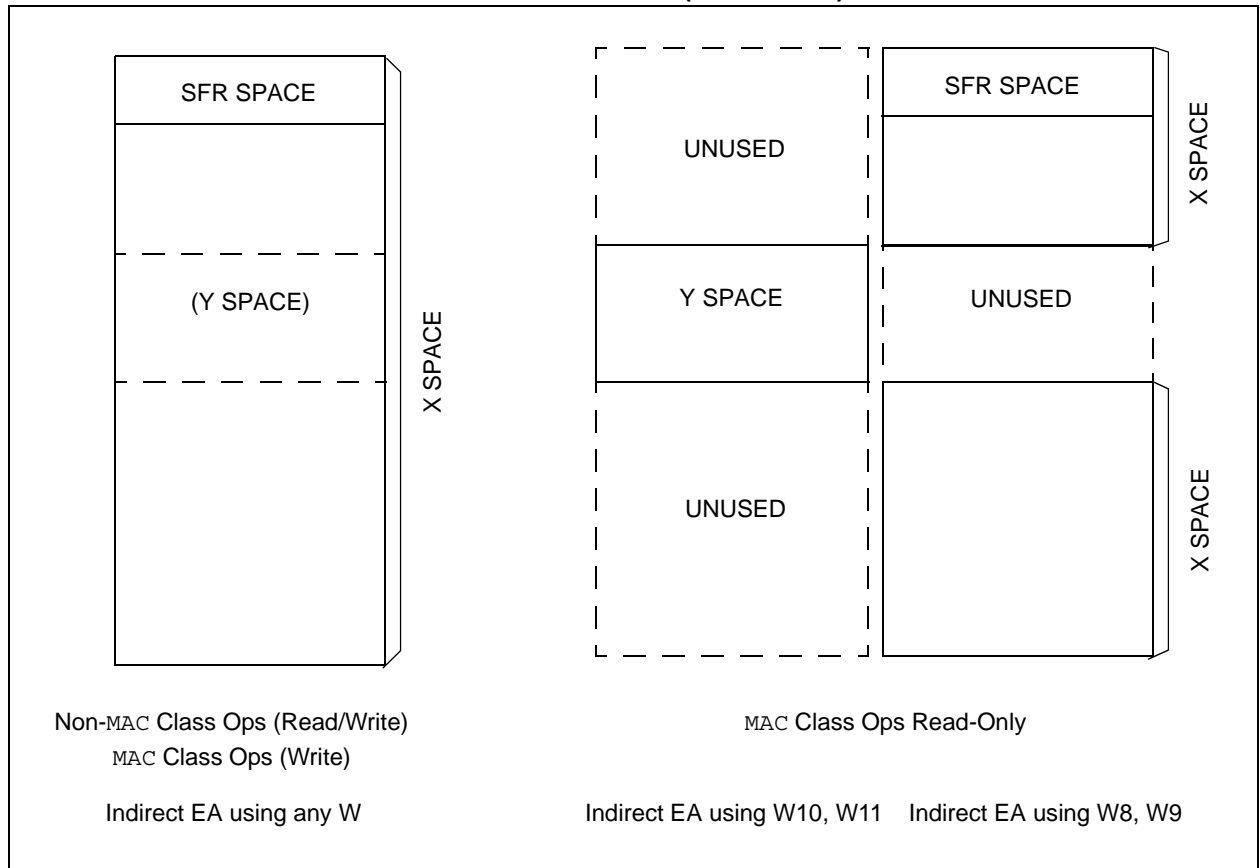 SFR SPACE
(Y SPACE)
X SPACE
UNUSED
Y SPACE
UNUSED
SFR SPACE
X SPACE
UNUSED
X SPACE
Non-MAC Class Ops (Read/Write)
MAC Class Ops (Write)
MAC Class Ops Read-Only
Indirect EA using any W
Indirect EA using W10, W11
Indirect EA using W8, W9